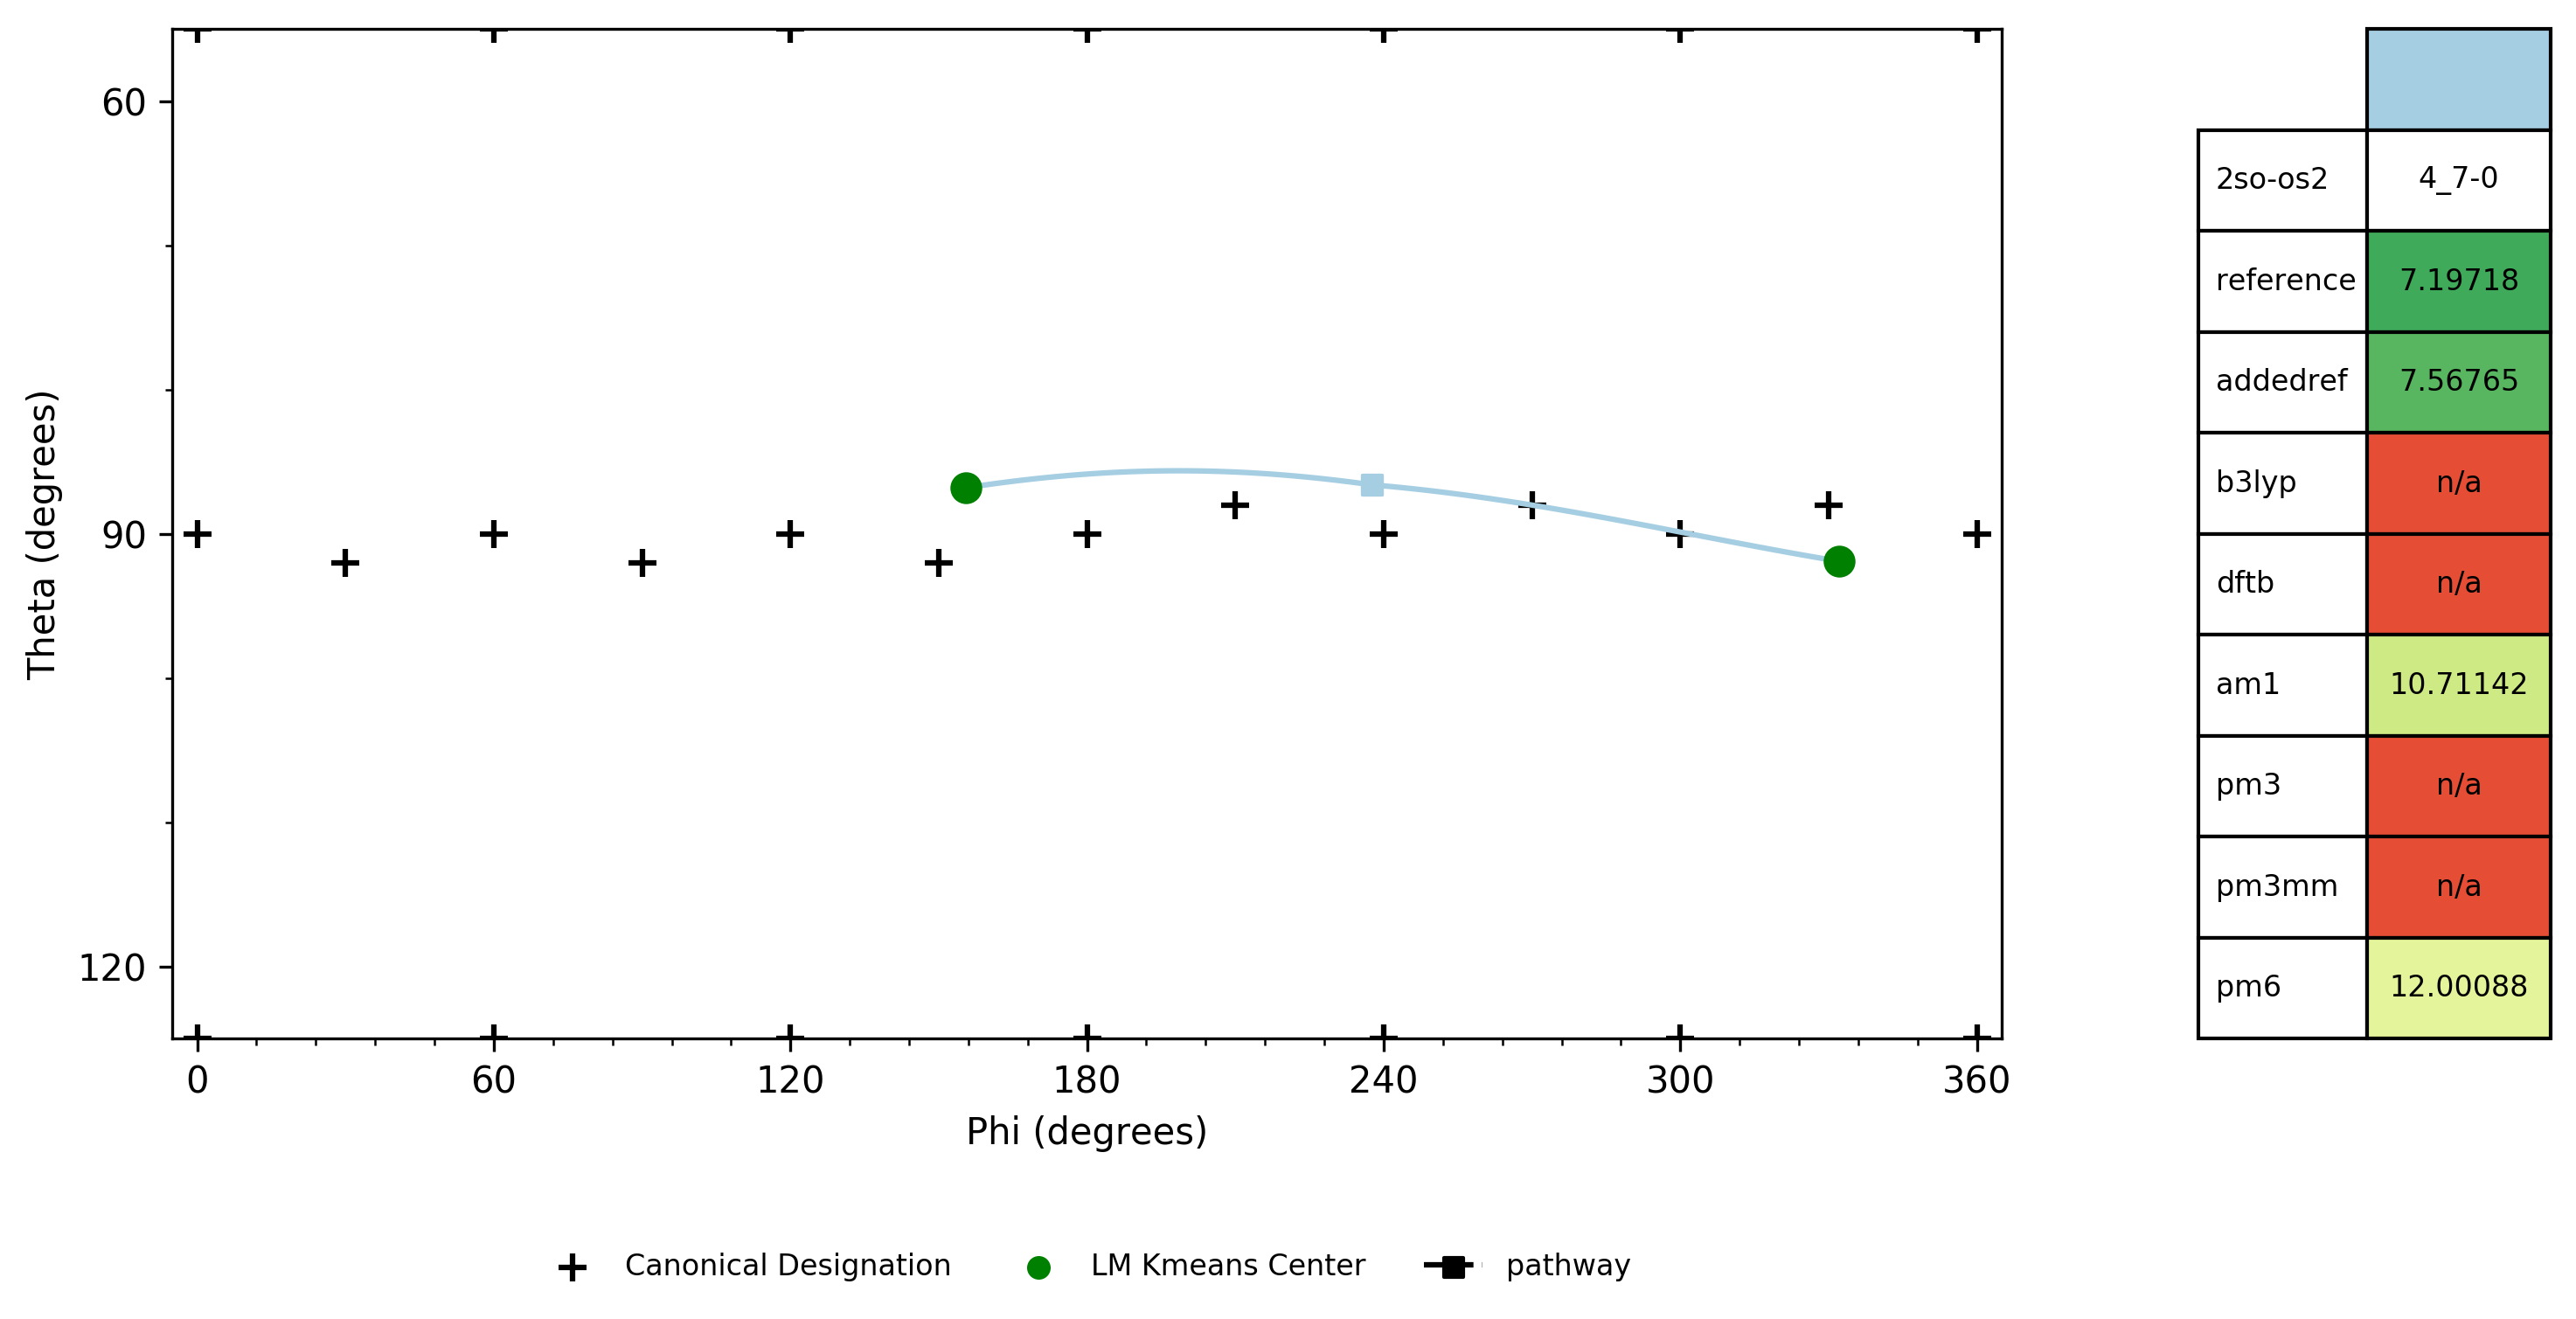 60
90
120
Theta (degrees)
0 60 120 180 240 300 360
Phi (degrees)
Canonical Designation LM Kmeans Center pathway
2so-os2 4_7-0
reference 7.19718
addedref 7.56765
b3lyp n/a
dftb n/a
am1 10.71142
pm3 n/a
pm3mm n/a
pm6 12.00088